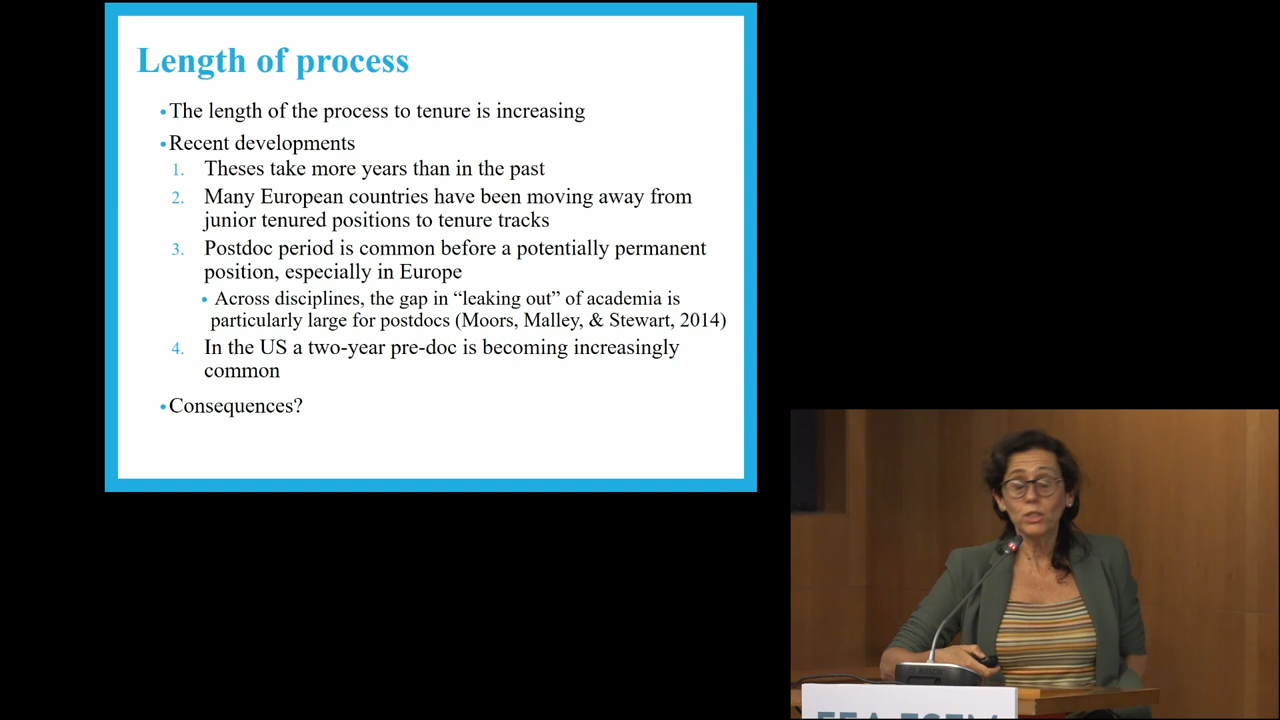 Length of process
•The length of the process to tenure is increasing
•Recent developments
1. Theses take more years than in the past
2. Many European countries have been moving away from
junior tenured positions to tenure tracks
3. Postdoc period is common before a potentially permanent
position, especially in Europe
• Across disciplines, the gap in “leaking out” of academia is
particularly large for postdocs (Moors, Malley, & Stewart, 2014)
4. In the US a two-year pre-doc is becoming increasingly
common
•Consequences?